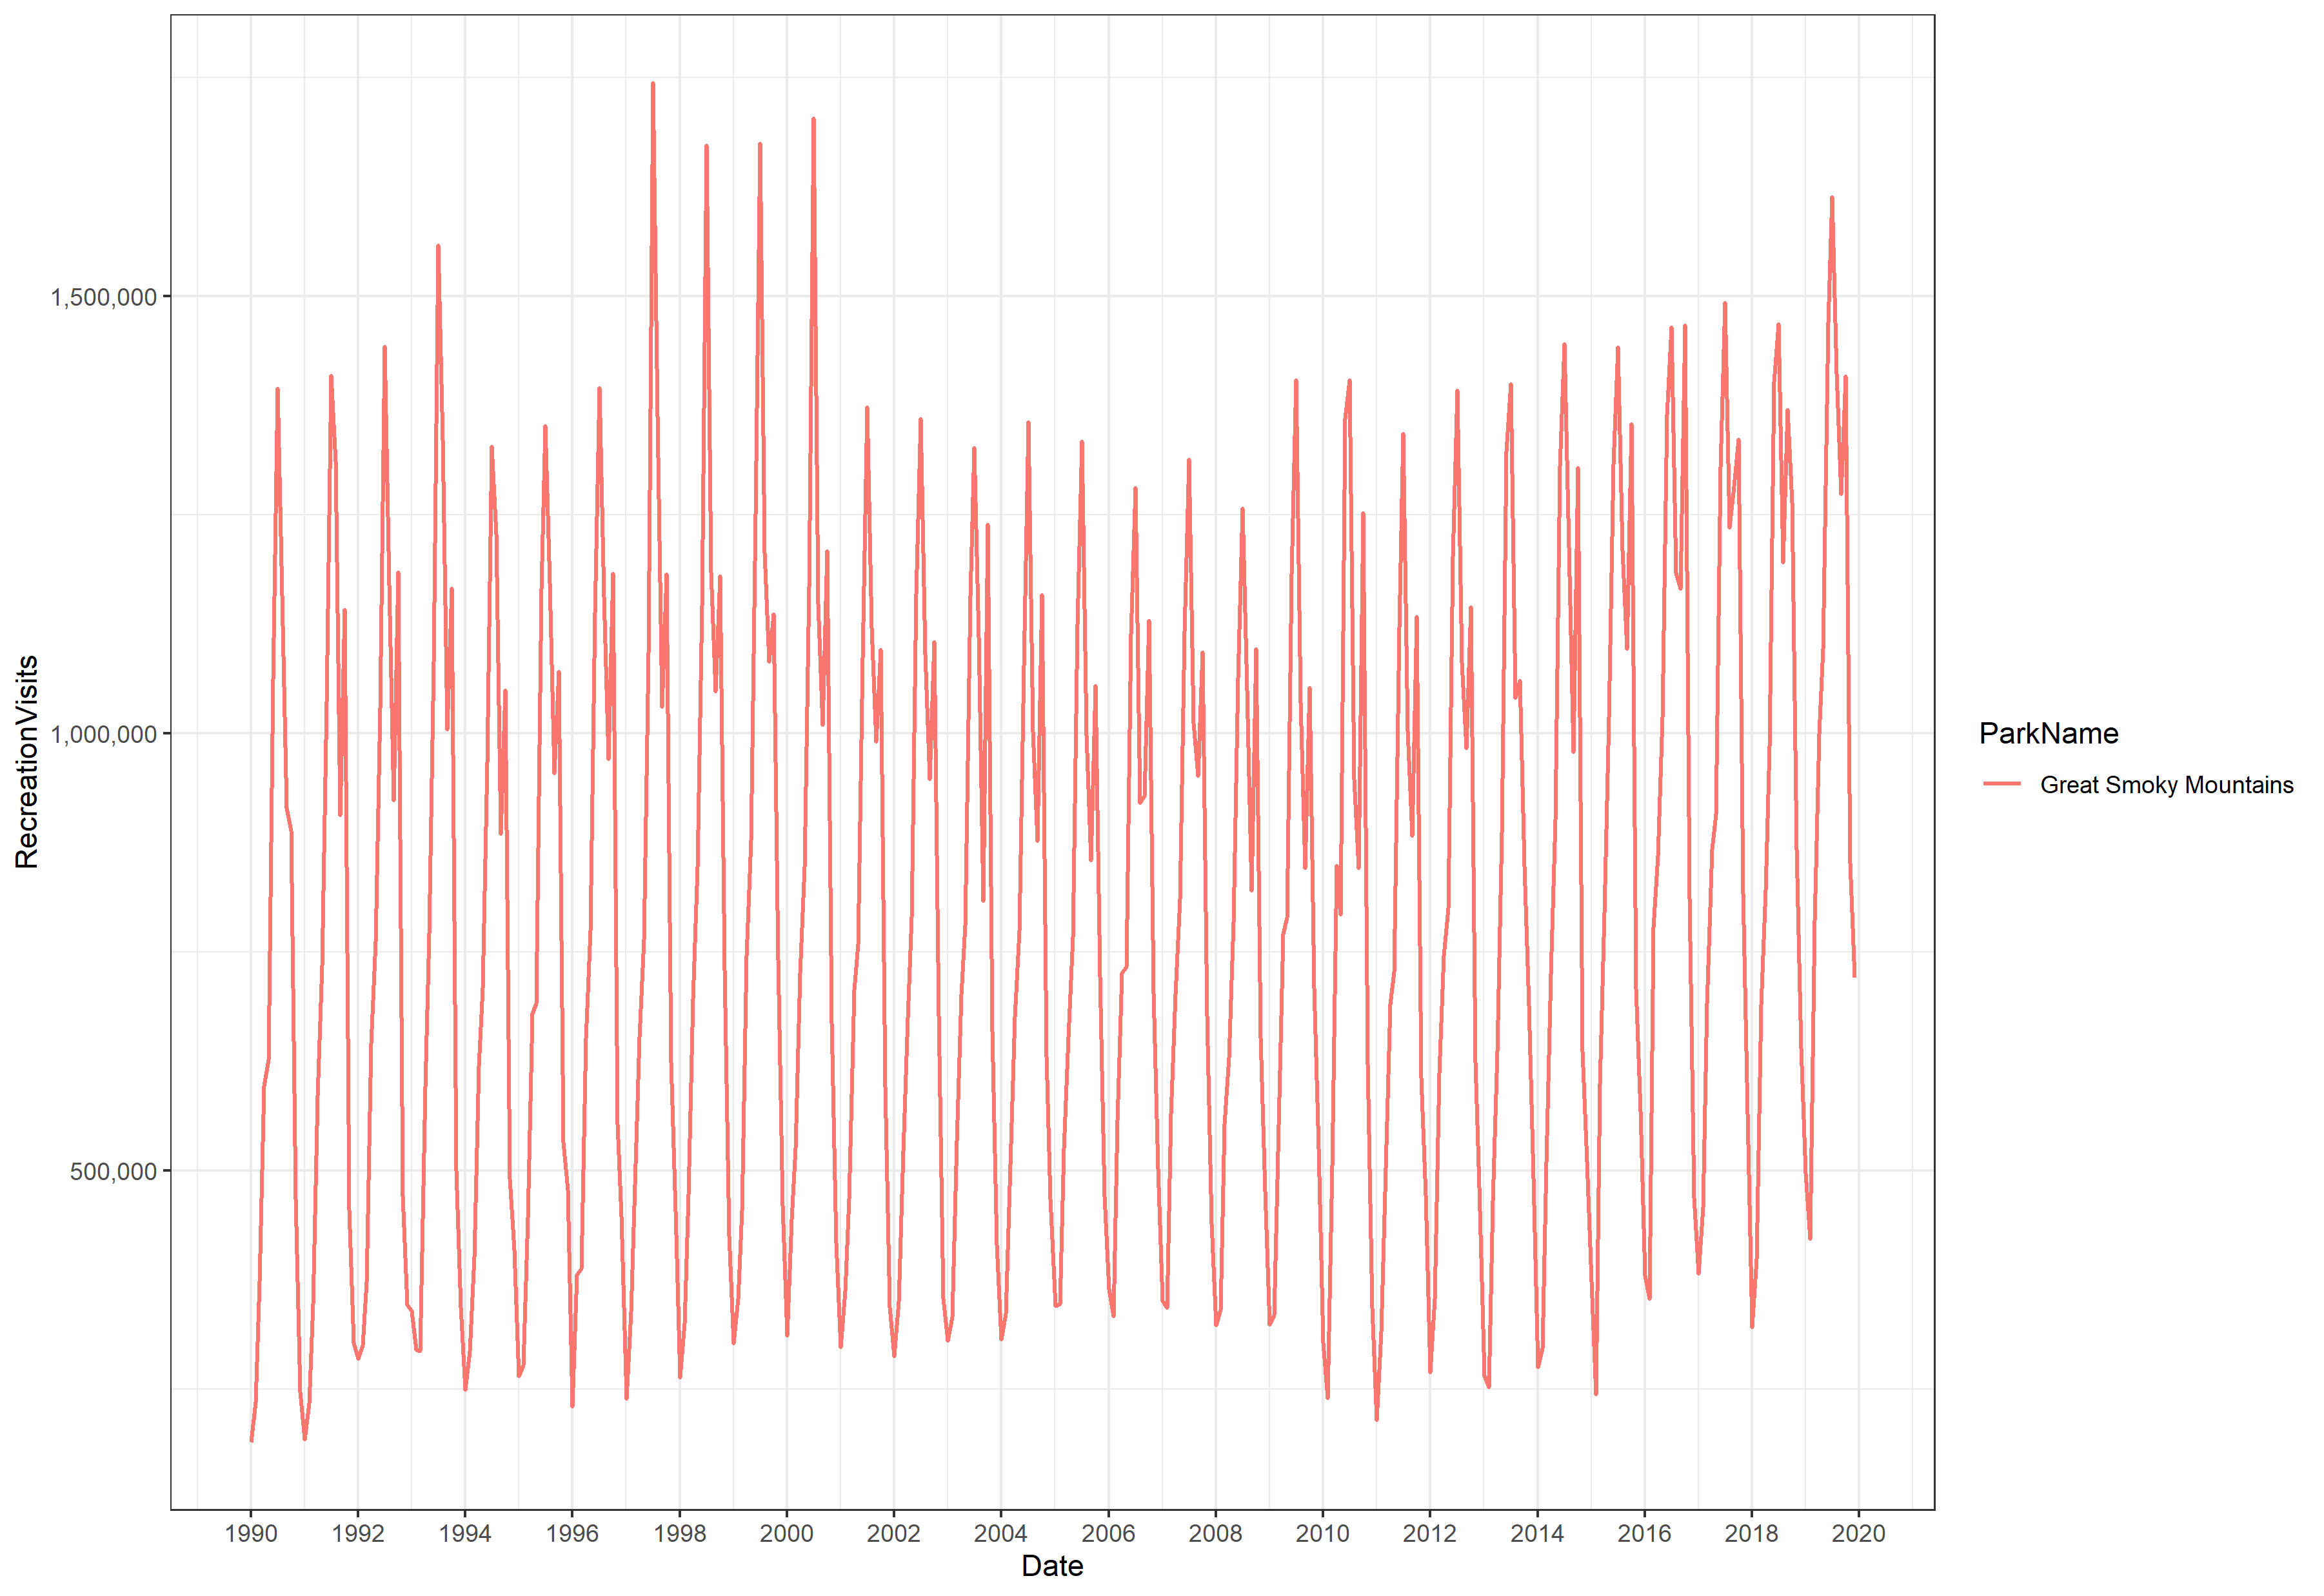 1,500,000
1,000,000
500,000
RecreationVisits
1990 1992 1994 1996 1998 2000 2002 2004 2006 2008 2010 2012 2014 2016 2018 2020
Date
ParkName
Great Smoky Mountains